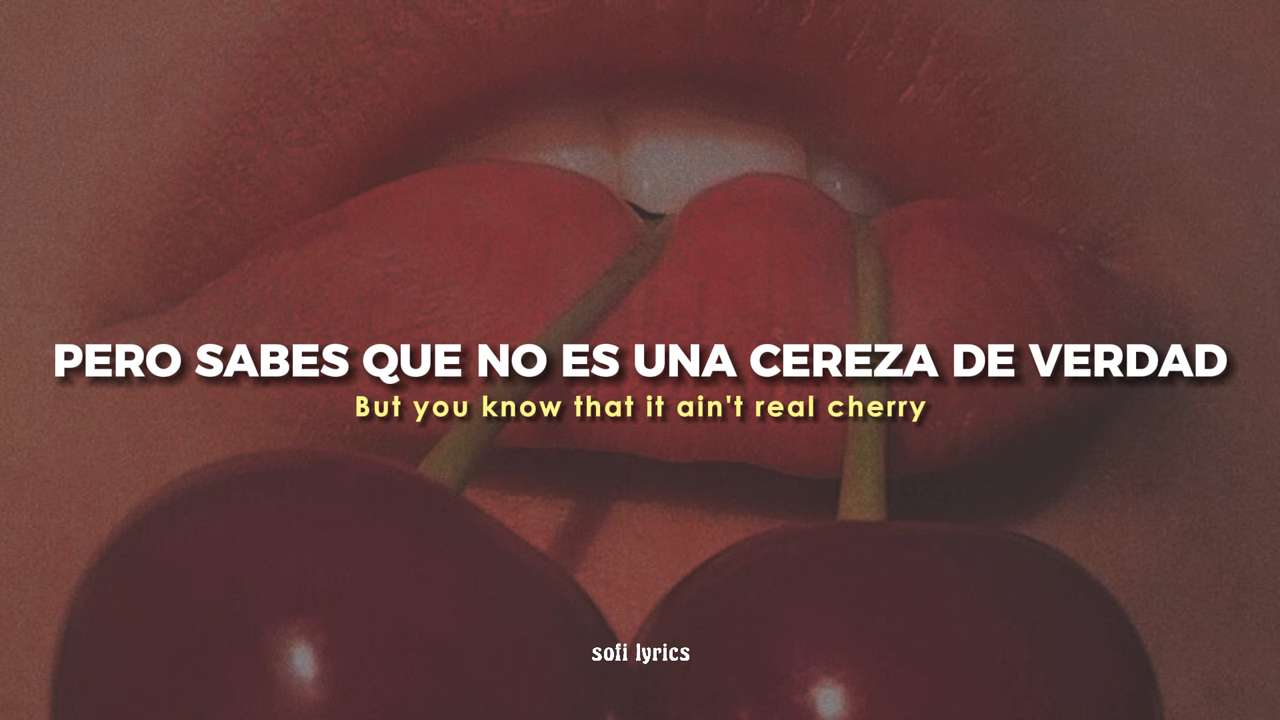 PERO SABES QUE NO ES UNA CEREZA DE VERDAD
But you know that it ain't real cherry
sofi lyrics